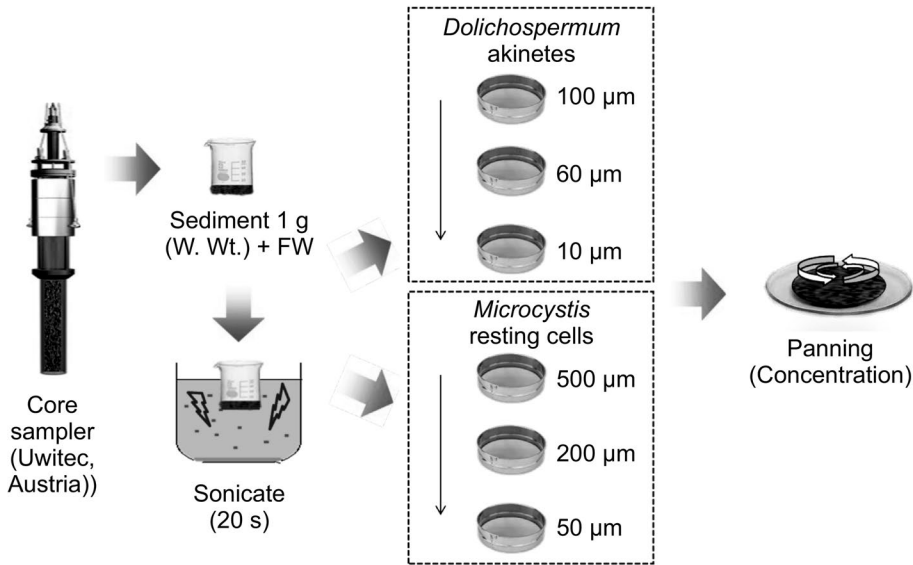 Core
sampler
(Uwitec,
Austria))
Sediment 1 g
(W. Wt.) + FW
Sonicate
(20 s)
Dolichospermum
akinetes
100 µm
60 µm
10 µm
Microcystis
resting cells
500 µm
200 µm
50 µm
Panning
(Concentration)